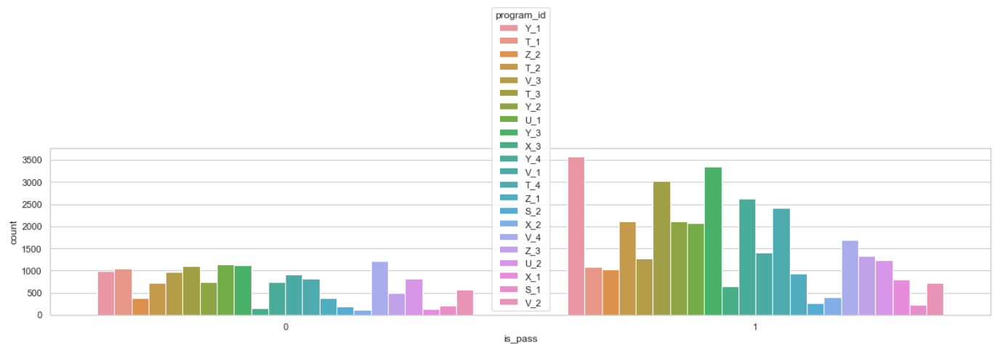 program_id
Y_1
T_1
Z_2
T_2
V_3
T_3
Y_2
U_1
Y_3
X_3
Y_4
V_1
T_4
Z_1
S_2
X_2
V_4
Z_3
U_2
X_1
S_1
V_2
3500
3000
2500
2000
1500
1000
500
0
count
0
1
is_pass